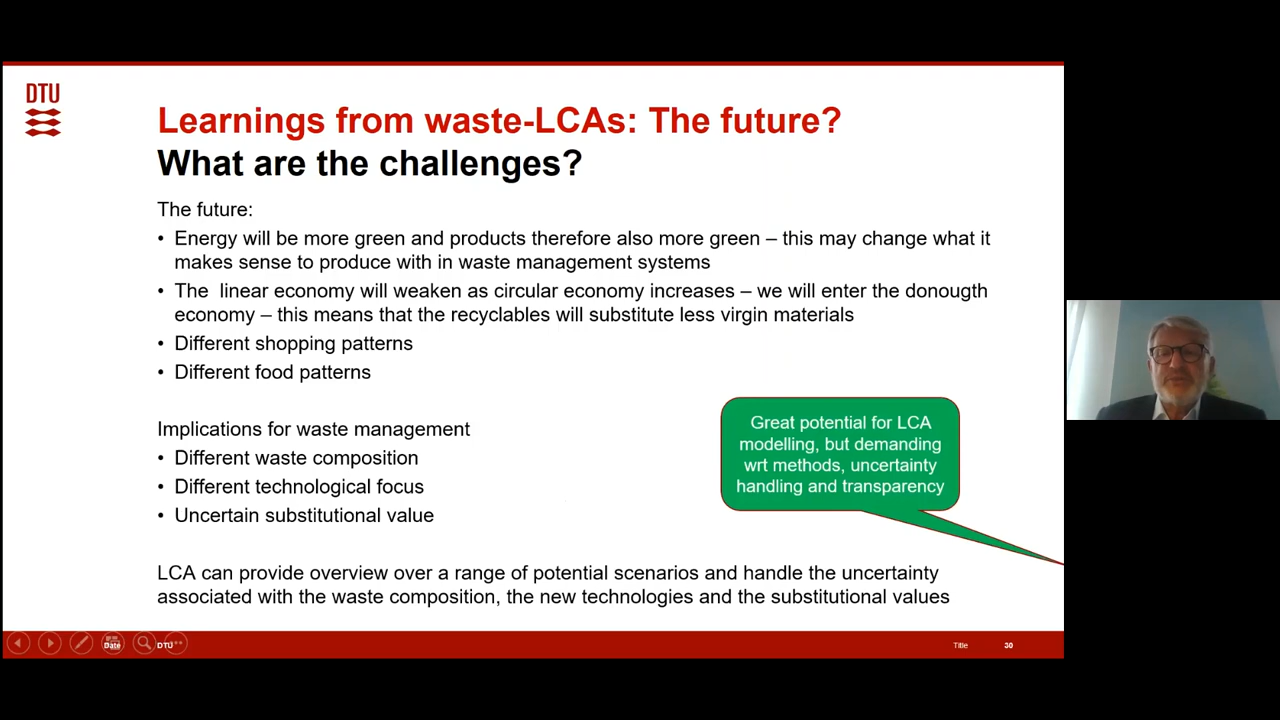 DTU
Learnings from waste-LCAs: The future?
What are the challenges?
The future:
• Energy will be more green and products therefore also more green – this may change what it
makes sense to produce with in waste management systems
• The linear economy will weaken as circular economy increases – we will enter the donougth
economy – this means that the recyclables will substitute less virgin materials
• Different shopping patterns
• Different food patterns
Implications for waste management
• Different waste composition
• Different technological focus
• Uncertain substitutional value
Great potential for LCA
modelling, but demanding
wrt methods, uncertainty
handling and transparency
LCA can provide overview over a range of potential scenarios and handle the uncertainty
associated with the waste composition, the new technologies and the substitutional values
Date
DTU
Title
30